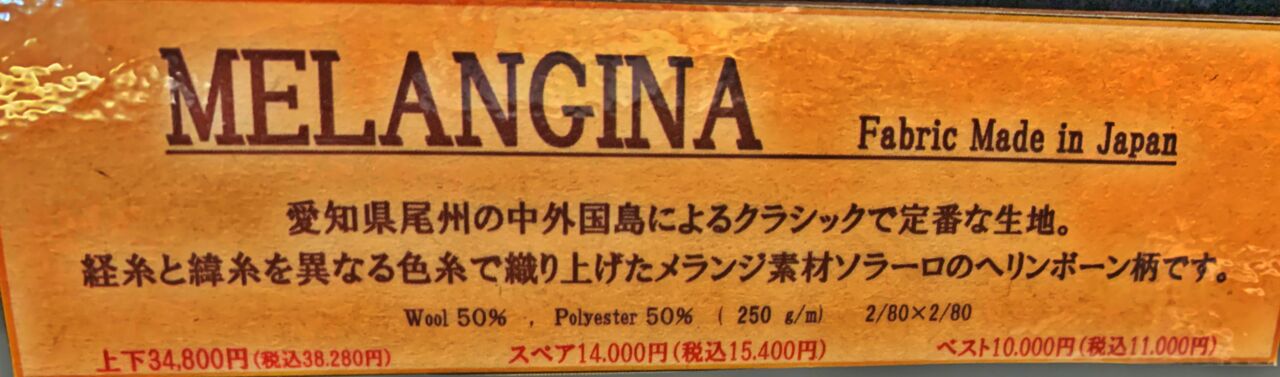 MELANGINA
Fabric Made in Japan
愛知県尾州の中外国島によるクラシックで定番な生地。
経糸と緯糸を異なる色糸で織り上げたメランジ素材ソラーロのヘリンボーン柄です。
Wool 50% , Polyester 50% ( 250 g/m) 2/80×2/80
上下34,800円(税込38.280円) スペア14.000円(税込15.400円) ベスト10.000円(税込11.000円)